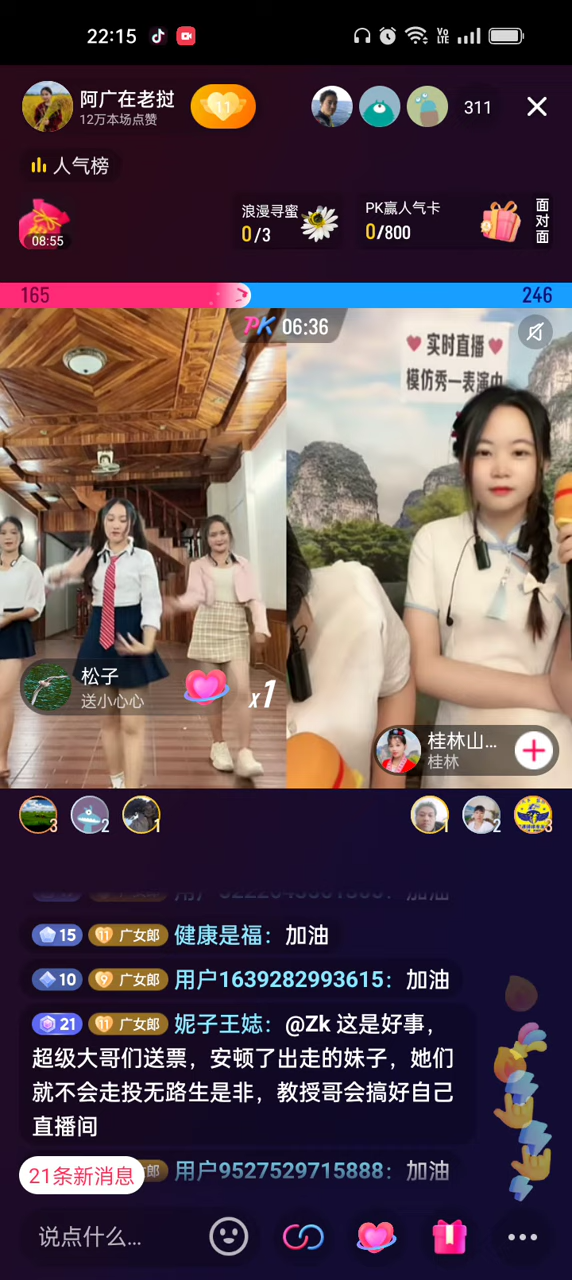 22:15
VoLTE
阿广在老挝
12万本场点赞
11
311
人气榜
08:55
浪漫寻蜜
0/3
PK赢人气卡
0/800
面对面
165
246
PK 06:36
实时直播
模仿秀一表演中
松子
送小心心
x1
桂林山...
桂林
3
2
1
1
2
3
15 11 广女郎 健康是福：加油
10 9 广女郎 用户1639282993615：加油
21 11 广女郎 妮子王婕：@Zk 这是好事，
超级大哥们送票，安顿了出走的妹子，她们
就不会走投无路生是非，教授哥会搞好自己
直播间
21条新消息
郎 用户9527529715888：加油
说点什么...